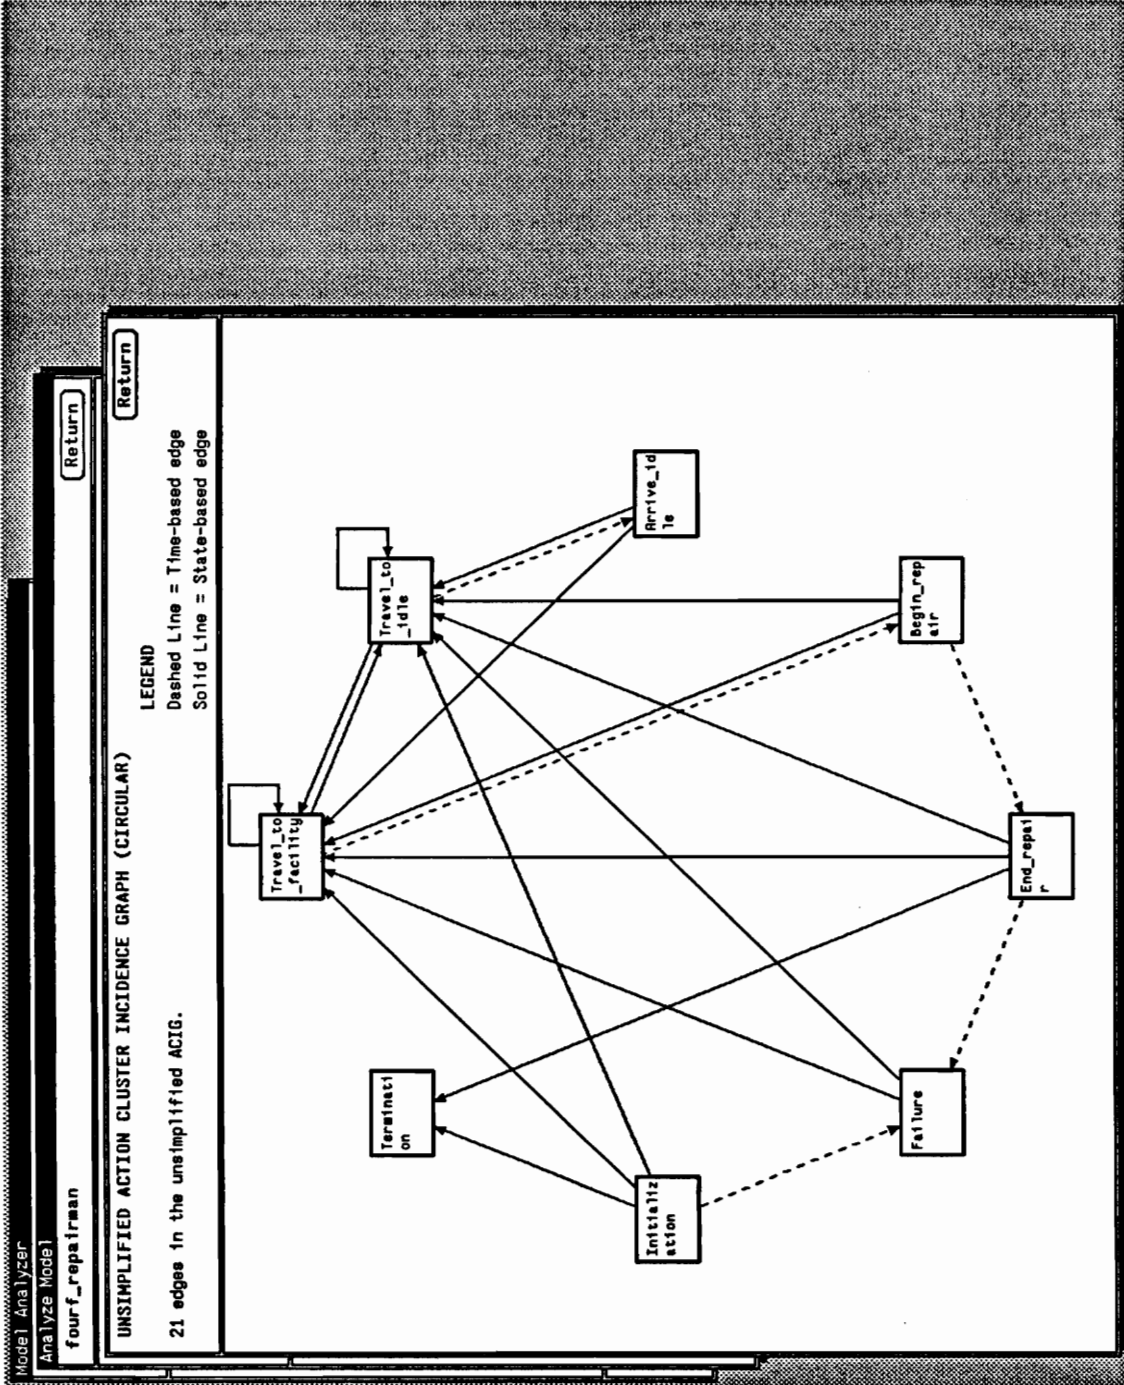 Model Analyzer
Analyze Model
fourf_repairman
Return
UNSIMPLIFIED ACTION CLUSTER INCIDENCE GRAPH (CIRCULAR)
Return
LEGEND
21 edges in the unsimplified ACIG.
Dashed Line = Time-based edge
Solid Line = State-based edge
Travel_to
_facility
Travel_to
_idle
Terminati
on
Arrive_id
le
Initializ
ation
Begin_rep
air
Failure
End_repai
r